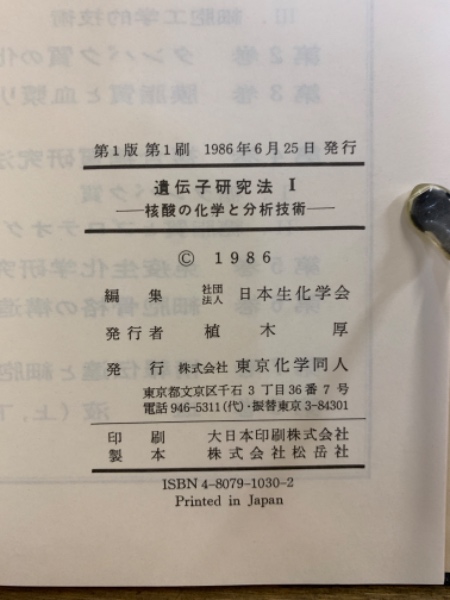 第1版 第1刷 1986年6月25日 発行
遺伝子研究法 I
―核酸の化学と分析技術―
© 1986
編集 社団法人 日本生化学会
発行者 植木厚
発行 株式会社 東京化学同人
東京都文京区千石3丁目36番7号
電話 946-5311(代)・振替東京3-84301
印刷 大日本印刷株式会社
製本 株式会社松岳社
ISBN 4-8079-1030-2
Printed in Japan